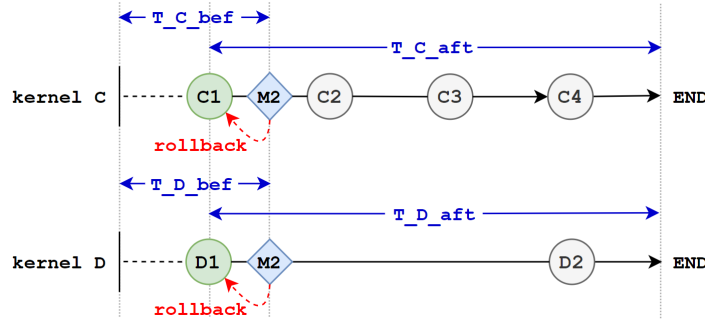 T_C_bef
T_C_aft
kernel C C1 M2 C2 C3 C4 END
rollback
T_D_bef
T_D_aft
kernel D D1 M2 D2 END
rollback